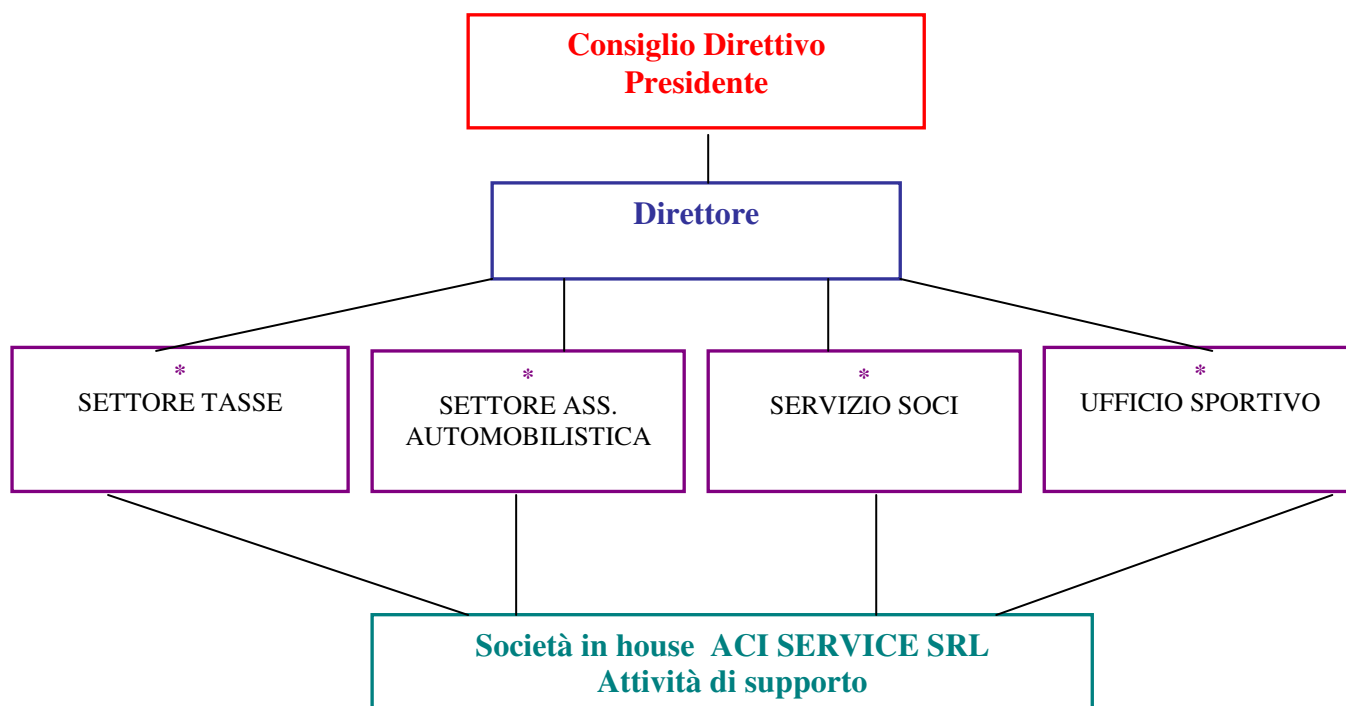 Consiglio Direttivo
Presidente
Direttore
*
SETTORE TASSE
*
SETTORE ASS.
AUTOMOBILISTICA
*
SERVIZIO SOCI
*
UFFICIO SPORTIVO
Società in house ACI SERVICE SRL
Attività di supporto